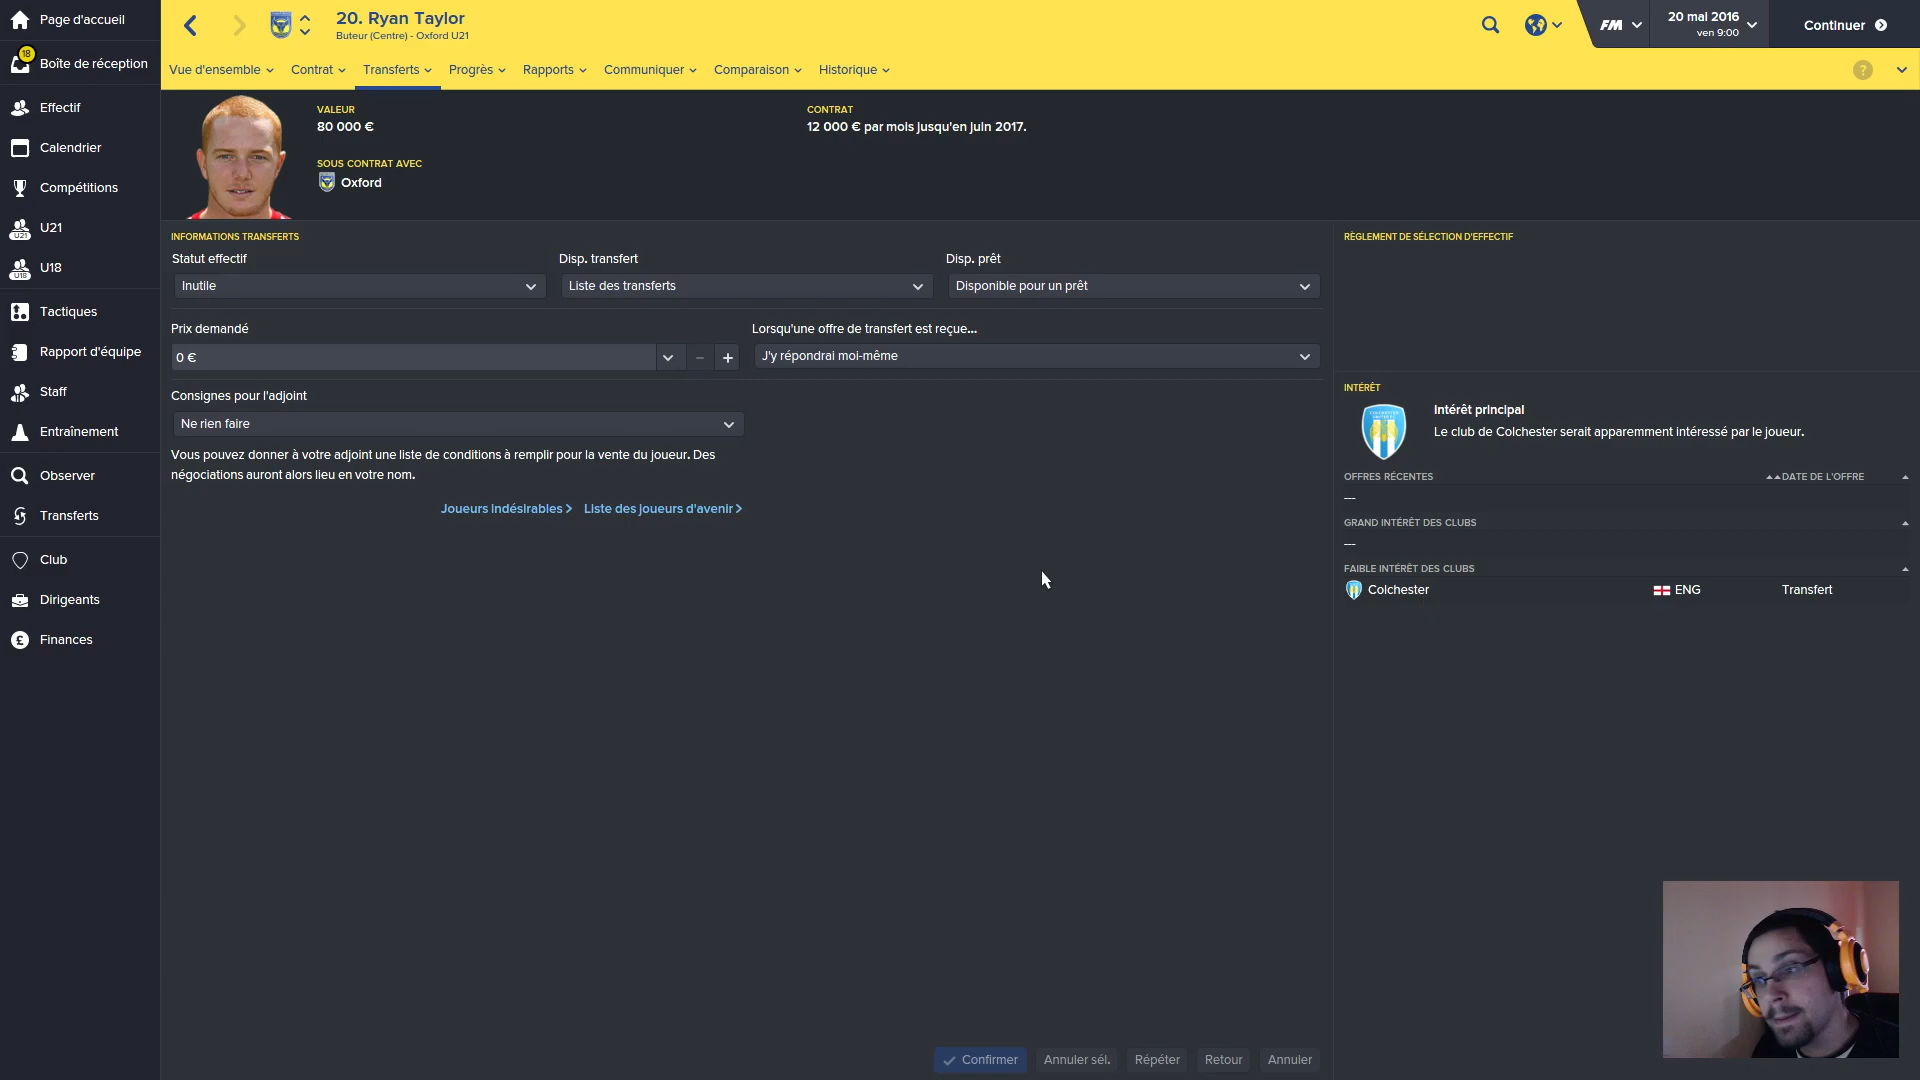 Page d'accueil
18
Boîte de réception
Effectif
Calendrier
Compétitions
U21
U21
U18
U18
Tactiques
Rapport d'équipe
Staff
Entraînement
Observer
Transferts
Club
Dirigeants
£ Finances
20. Ryan Taylor
Buteur (Centre) - Oxford U21
FM
20 mai 2016
ven 9:00
Continuer
Vue d'ensemble Contrat Transferts Progrès Rapports Communiquer Comparaison Historique
?
VALEUR
80 000 €
SOUS CONTRAT AVEC
Oxford
CONTRAT
12 000 € par mois jusqu'en juin 2017.
INFORMATIONS TRANSFERTS
Statut effectif Disp. transfert Disp. prêt
Inutile Liste des transferts Disponible pour un prêt
Prix demandé Lorsqu'une offre de transfert est reçue...
0 € − + J'y répondrai moi-même
Consignes pour l'adjoint
Ne rien faire
Vous pouvez donner à votre adjoint une liste de conditions à remplir pour la vente du joueur. Des
négociations auront alors lieu en votre nom.
Joueurs indésirables > Liste des joueurs d'avenir >
RÈGLEMENT DE SÉLECTION D'EFFECTIF
INTÉRÊT
Intérêt principal
Le club de Colchester serait apparemment intéressé par le joueur.
OFFRES RÉCENTES DATE DE L'OFFRE
---
GRAND INTÉRÊT DES CLUBS
---
FAIBLE INTÉRÊT DES CLUBS
Colchester ENG Transfert
Confirmer Annuler sél. Répéter Retour Annuler